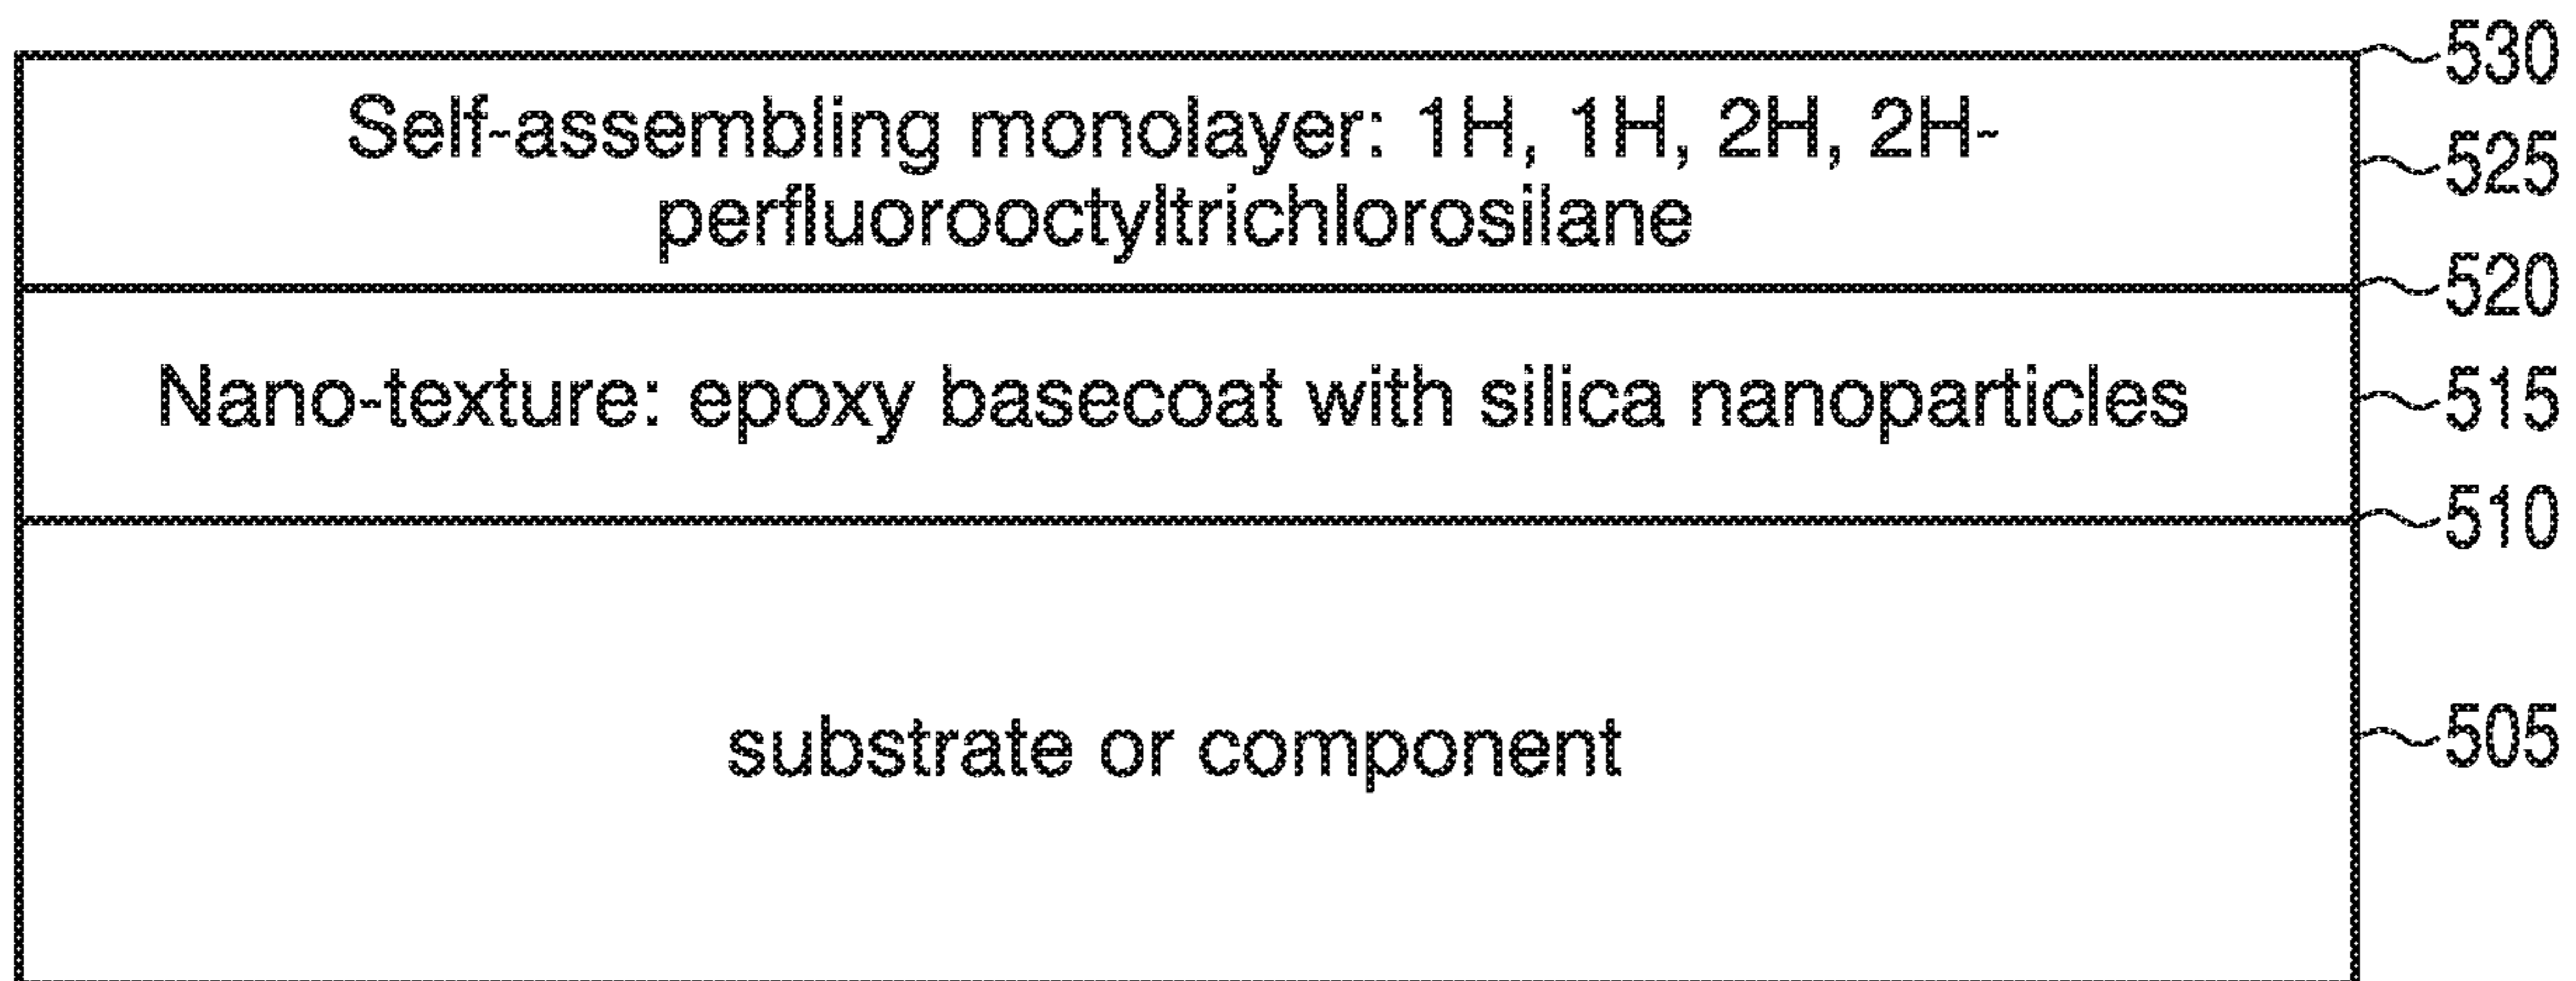 530
Self-assembling monolayer: 1H, 1H, 2H, 2H-
525
perfluorooctyltrichlorosilane
520
Nano-texture: epoxy basecoat with silica nanoparticles
515
510
substrate or component
505